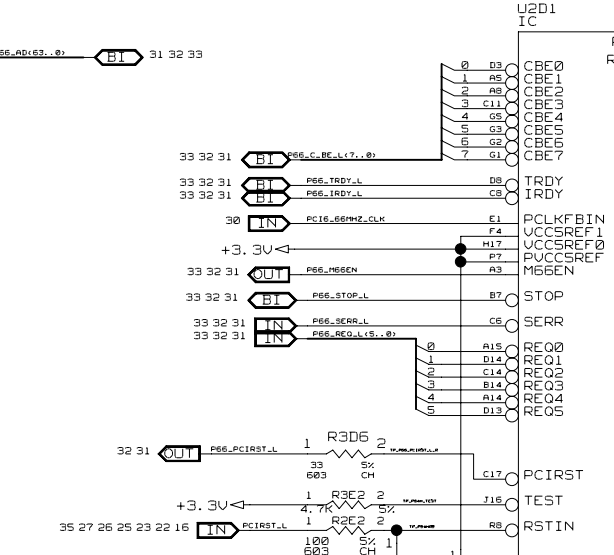 U2D1
IC
P
R
66_AD(63..0) BI 31 32 33
0 D3 CBE0
1 A5 CBE1
2 A8 CBE2
3 C11 CBE3
4 G5 CBE4
5 G3 CBE5
6 G2 CBE6
33 32 31 BI P66_C_BE_L(7..0) 7 G1 CBE7
33 32 31 BI P66_TRDY_L D8 TRDY
33 32 31 BI P66_IRDY_L C8 IRDY
30 IN PCI6_66MHZ_CLK E1 PCLKFBIN
F4 VCC5REF1
+3.3V H17 VCC5REF0
P7 PVCC5REF
33 32 31 OUT P66_M66EN A3 M66EN
33 32 31 BI P66_STOP_L B7 STOP
33 32 31 IN P66_SERR_L C6 SERR
33 32 31 IN P66_REQ_L(5..0)
0 A15 REQ0
1 D14 REQ1
2 C14 REQ2
3 B14 REQ3
4 A14 REQ4
5 D13 REQ5
32 31 OUT P66_PCIRST_L 1 R3D6 2 TP_P66_PCIRST_L_R
33 5%
603 CH
C17 PCIRST
+3.3V 1 R3E2 2 J16 TEST
4.7K 5%
35 27 26 25 23 22 16 IN PCIRST_L 1 R2E2 2 R8 RSTIN
100 5%
603 CH
1
1